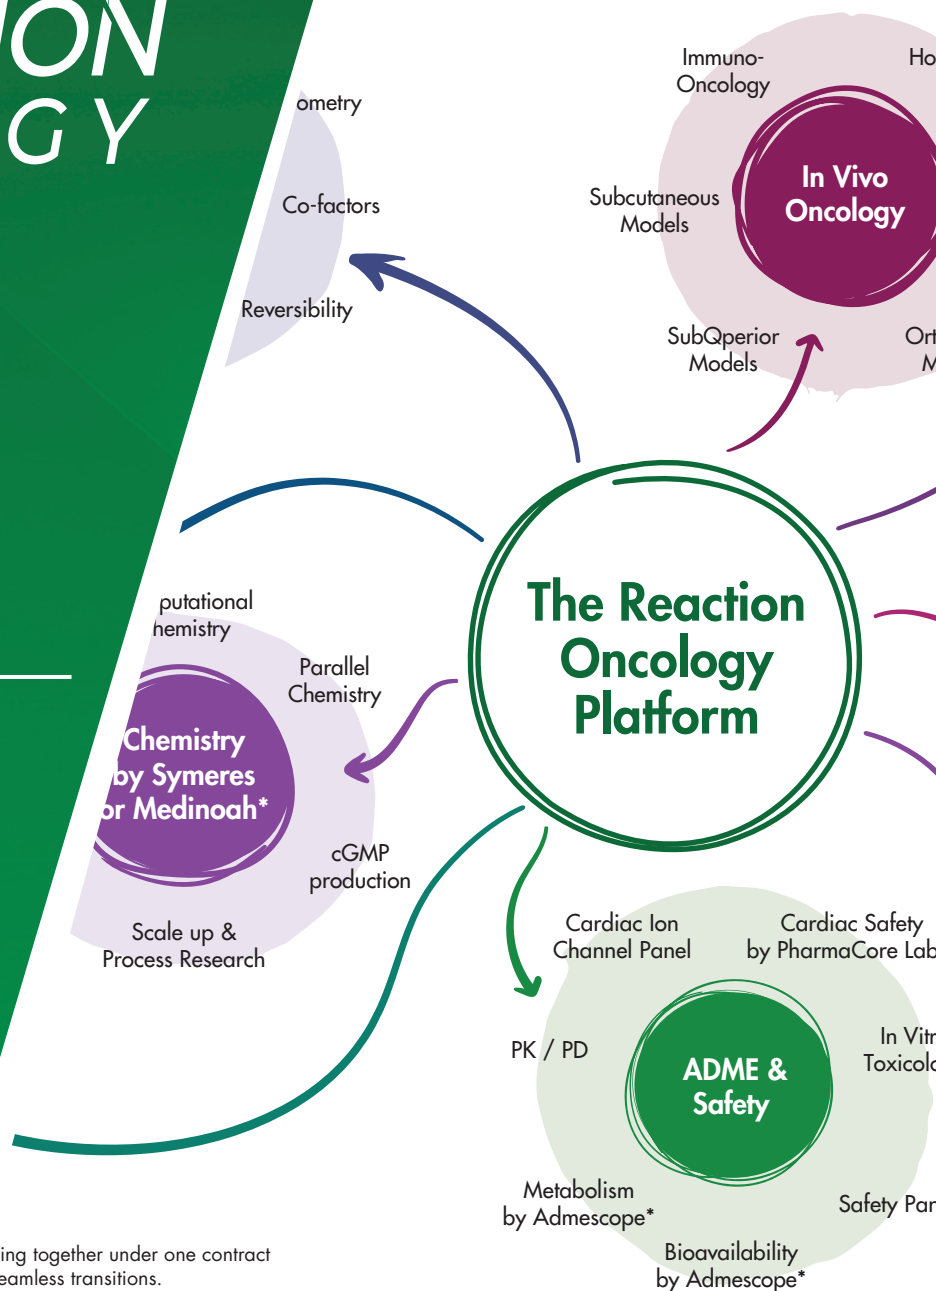 ION
GY
ometry
Co-factors
Reversibility
Immuno-
Oncology
Ho
In Vivo
Oncology
Subcutaneous
Models
SubQperior
Models
Ort
M
The Reaction
Oncology
Platform
putational
hemistry
Parallel
Chemistry
Chemistry
by Symeres
or Medinoah*
cGMP
production
Scale up &
Process Research
Cardiac Ion
Channel Panel
Cardiac Safety
by PharmaCore Lab
PK / PD
ADME &
Safety
In Vitr
Toxicolo
Metabolism
by Admescope*
Safety Pan
Bioavailability
by Admescope*
ing together under one contract
eamless transitions.